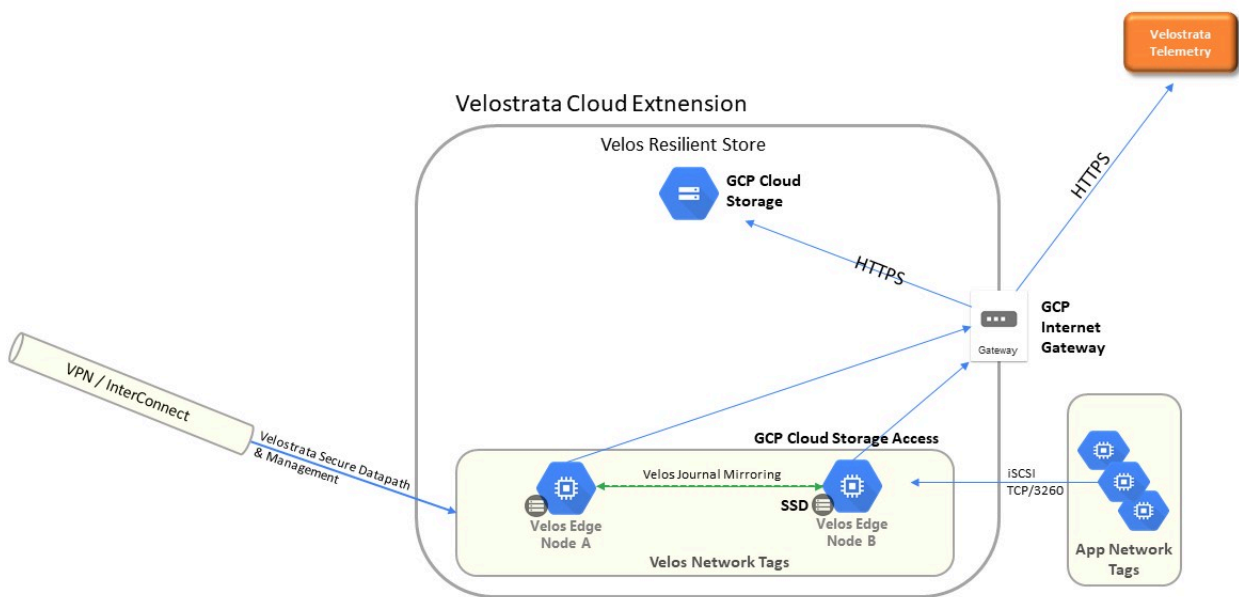 Velostrata
Telemetry
Velostrata Cloud Extnension
Velos Resilient Store
GCP Cloud
Storage
HTTPS
HTTPS
GCP
Internet
Gateway
Gateway
VPN / InterConnect
Velostrata Secure Datapath
& Management
GCP Cloud Storage Access
Velos Journal Mirroring
SSD
Velos Edge
Node A
Velos Edge
Node B
Velos Network Tags
iSCSI
TCP/3260
App Network
Tags